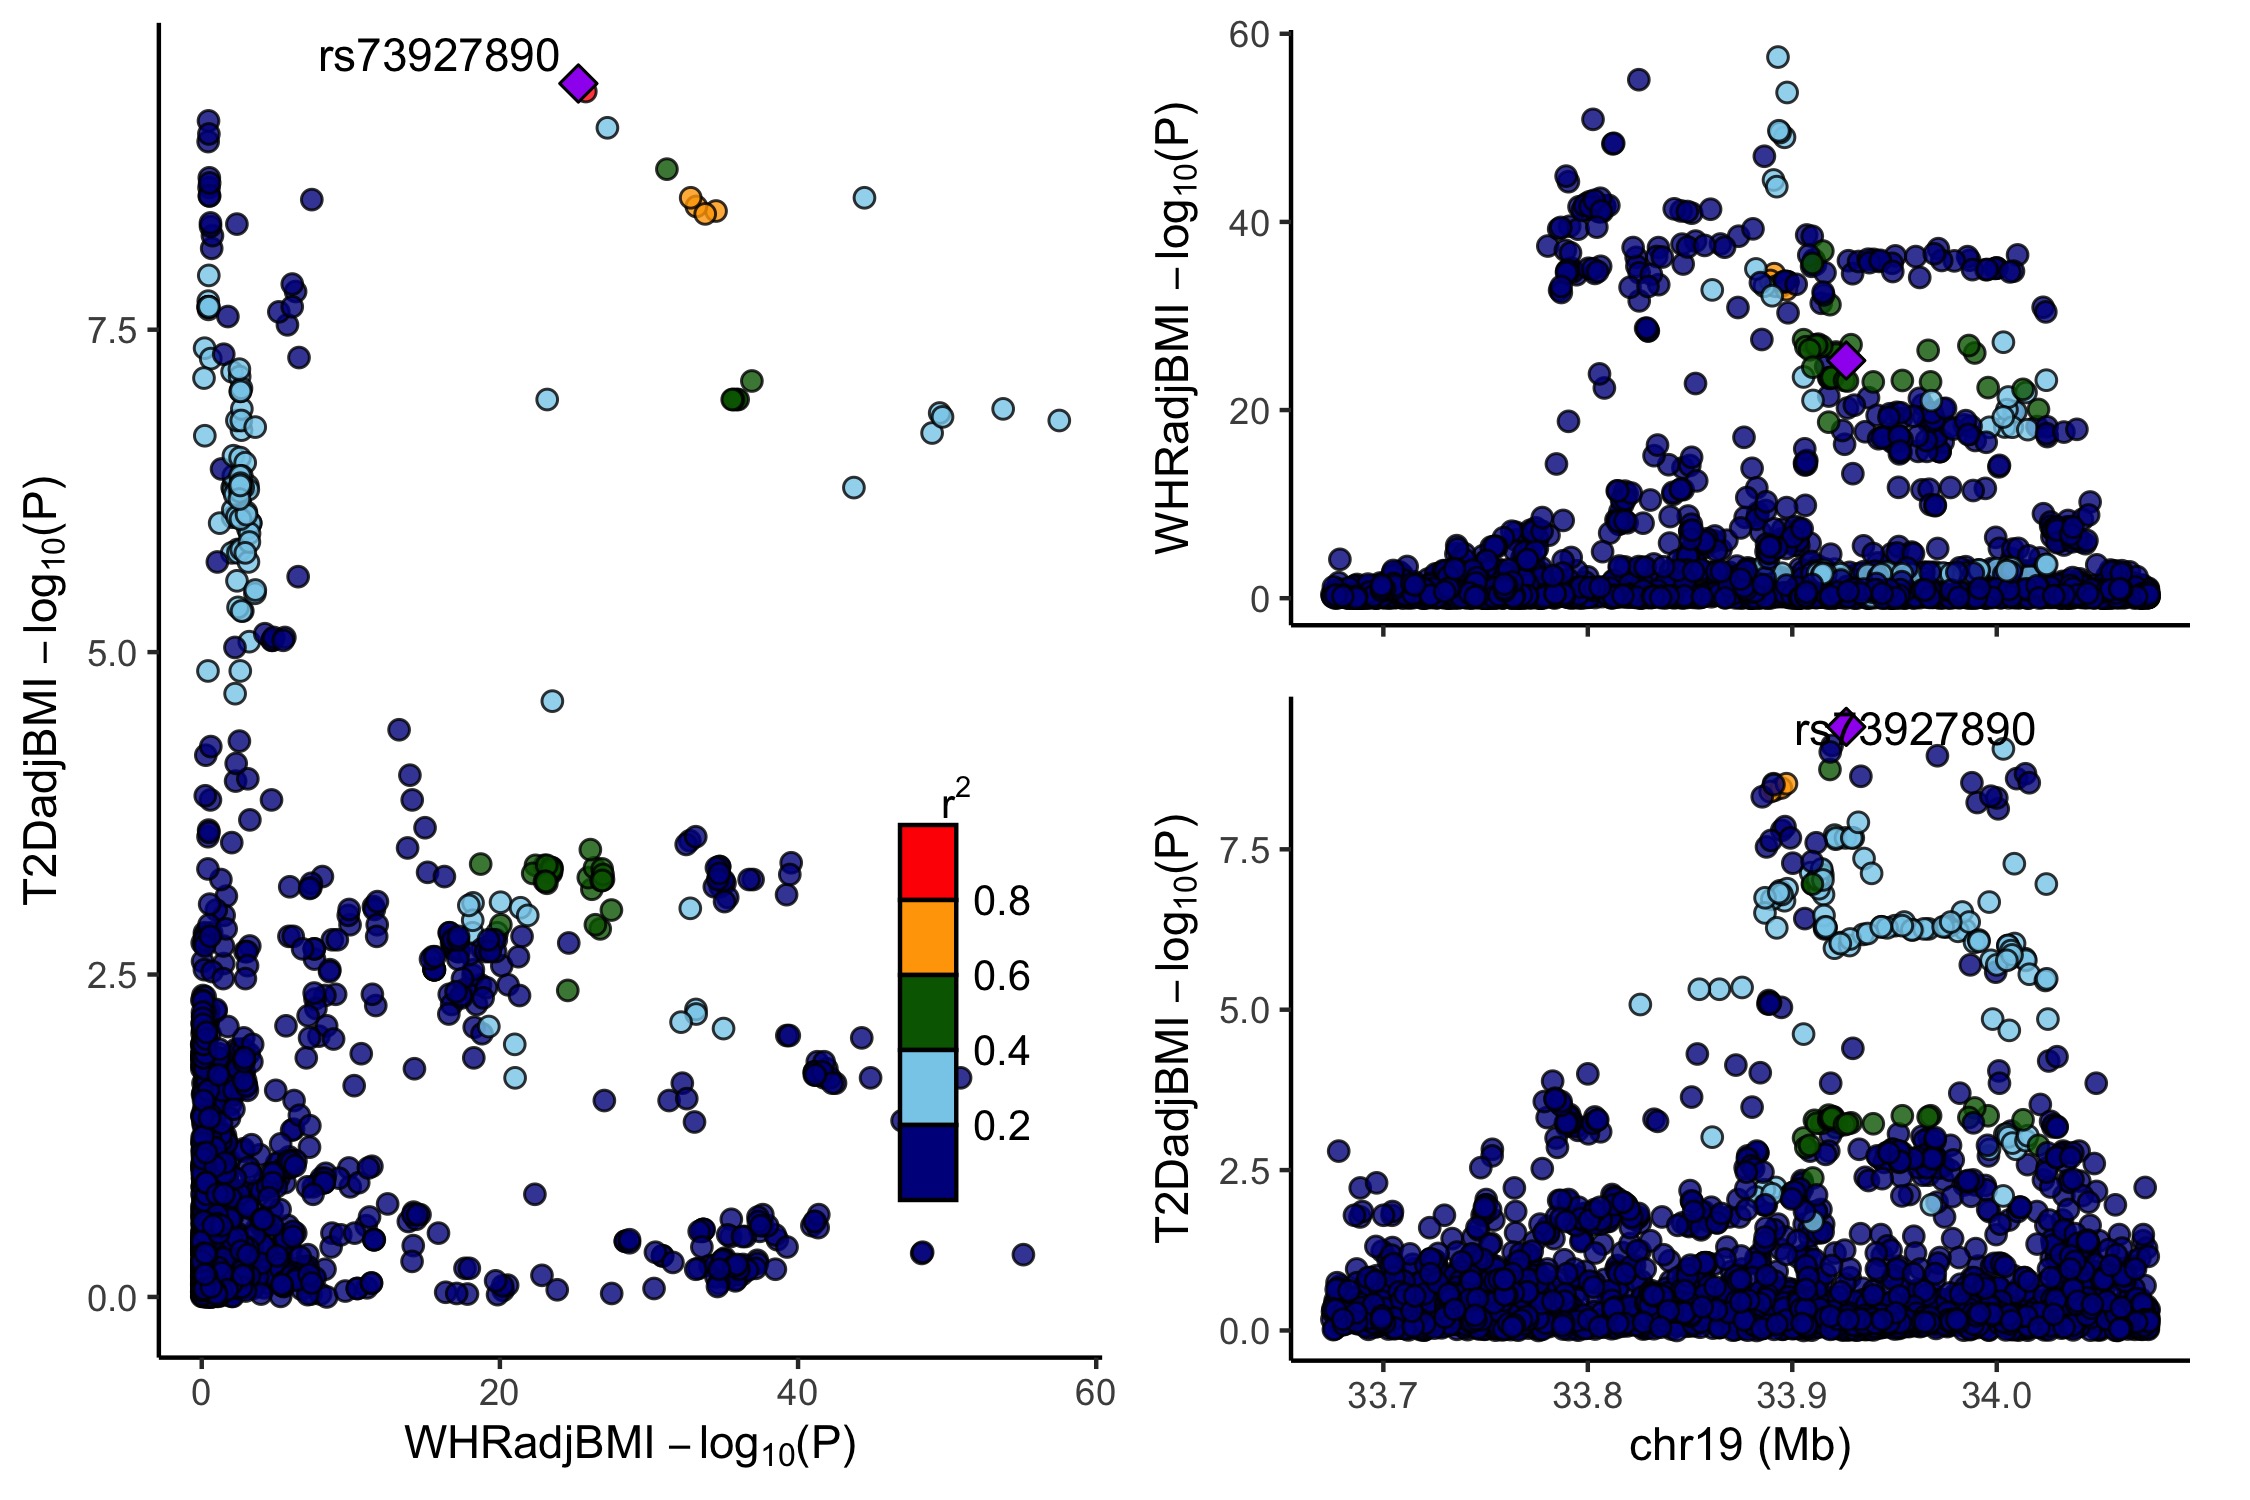 rs73927890
T2DadjBMI −log₁₀(P)
7.5
5.0
2.5
0.0
0 20 40 60
WHRadjBMI −log₁₀(P)
r²
0.8
0.6
0.4
0.2
WHRadjBMI −log₁₀(P)
60
40
20
0
rs73927890
T2DadjBMI −log₁₀(P)
7.5
5.0
2.5
0.0
33.7 33.8 33.9 34.0
chr19 (Mb)